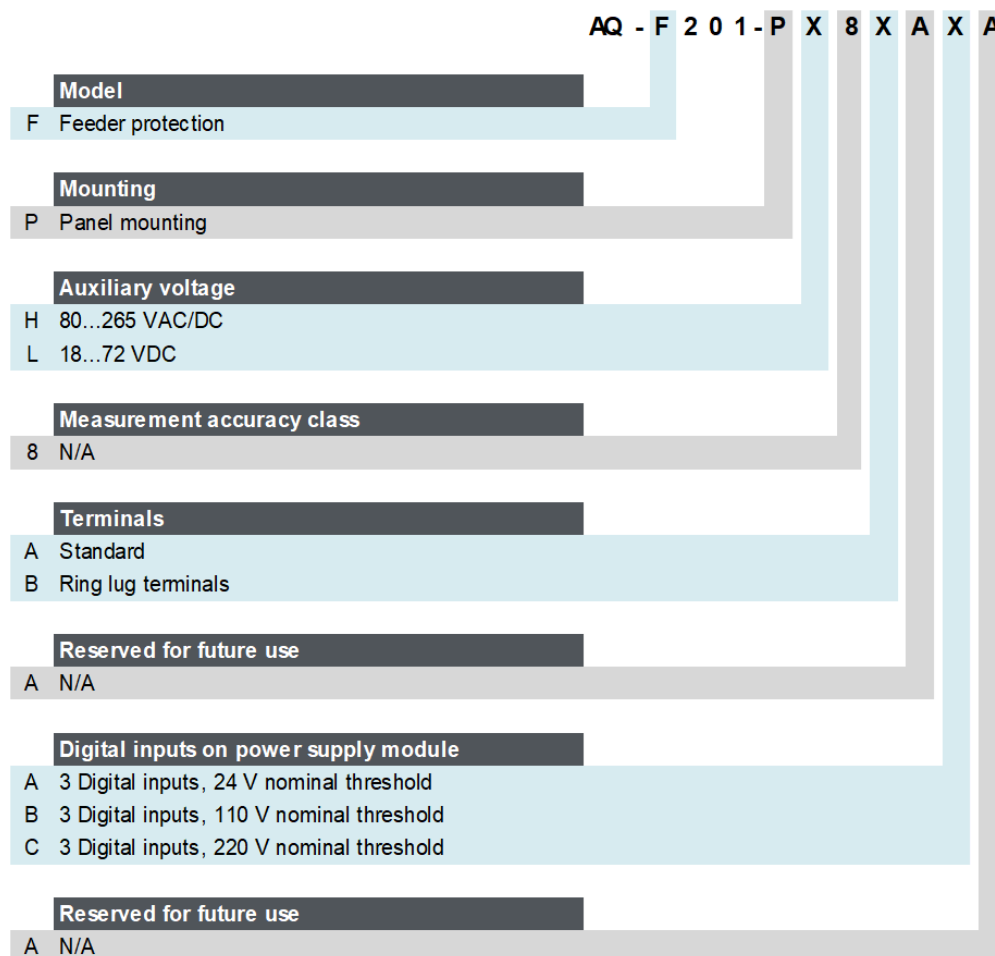 AQ - F 2 0 1 - P X 8 X A X A
Model
F Feeder protection
Mounting
P Panel mounting
Auxiliary voltage
H 80...265 VAC/DC
L 18...72 VDC
Measurement accuracy class
8 N/A
Terminals
A Standard
B Ring lug terminals
Reserved for future use
A N/A
Digital inputs on power supply module
A 3 Digital inputs, 24 V nominal threshold
B 3 Digital inputs, 110 V nominal threshold
C 3 Digital inputs, 220 V nominal threshold
Reserved for future use
A N/A